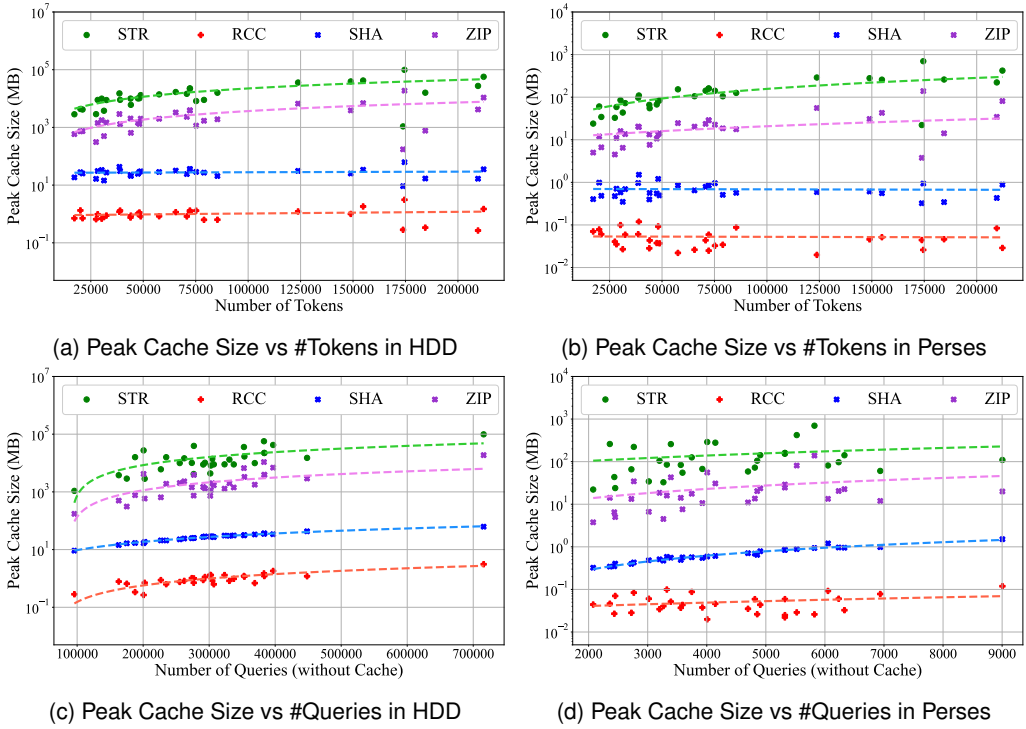 10^7
10^5
10^3
10^1
10^−1
Peak Cache Size (MB)
STR RCC SHA ZIP
25000 50000 75000 100000 125000 150000 175000 200000
Number of Tokens
(a) Peak Cache Size vs #Tokens in HDD
10^4
10^3
10^2
10^1
10^0
10^−1
10^−2
Peak Cache Size (MB)
STR RCC SHA ZIP
25000 50000 75000 100000 125000 150000 175000 200000
Number of Tokens
(b) Peak Cache Size vs #Tokens in Perses
10^7
10^5
10^3
10^1
10^−1
Peak Cache Size (MB)
STR RCC SHA ZIP
100000 200000 300000 400000 500000 600000 700000
Number of Queries (without Cache)
(c) Peak Cache Size vs #Queries in HDD
10^4
10^3
10^2
10^1
10^0
10^−1
10^−2
Peak Cache Size (MB)
STR RCC SHA ZIP
2000 3000 4000 5000 6000 7000 8000 9000
Number of Queries (without Cache)
(d) Peak Cache Size vs #Queries in Perses